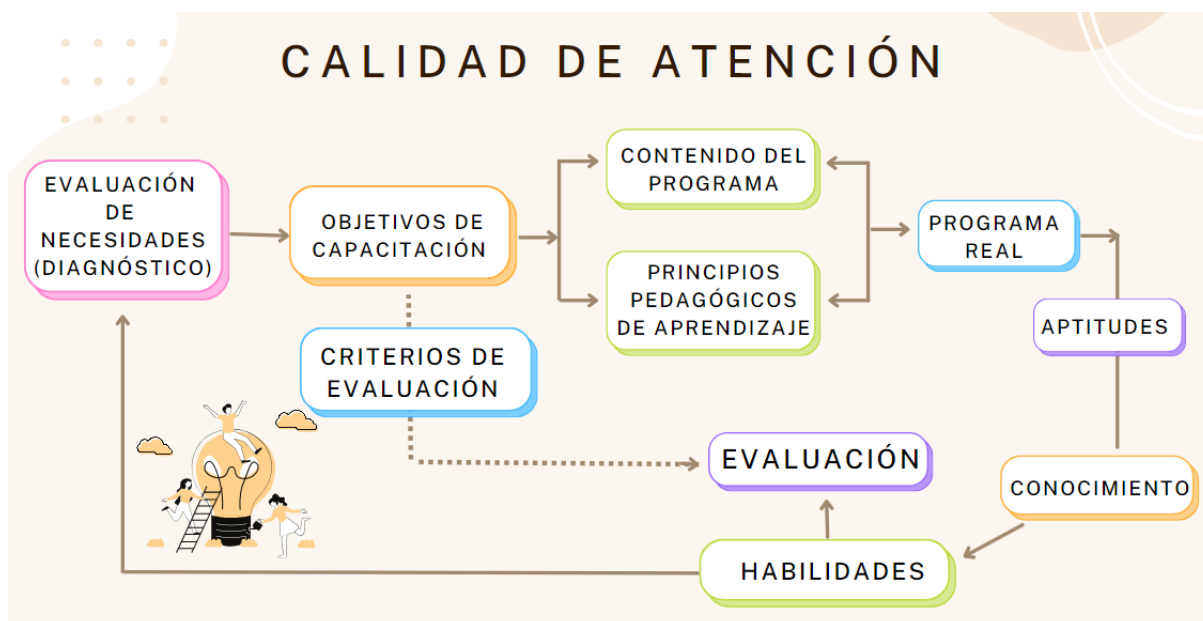 CALIDAD DE ATENCIÓN
EVALUACIÓN
DE
NECESIDADES
(DIAGNÓSTICO)
OBJETIVOS DE
CAPACITACIÓN
CONTENIDO DEL
PROGRAMA
PRINCIPIOS
PEDAGÓGICOS
DE APRENDIZAJE
PROGRAMA
REAL
APTITUDES
CRITERIOS DE
EVALUACIÓN
EVALUACIÓN
CONOCIMIENTO
HABILIDADES